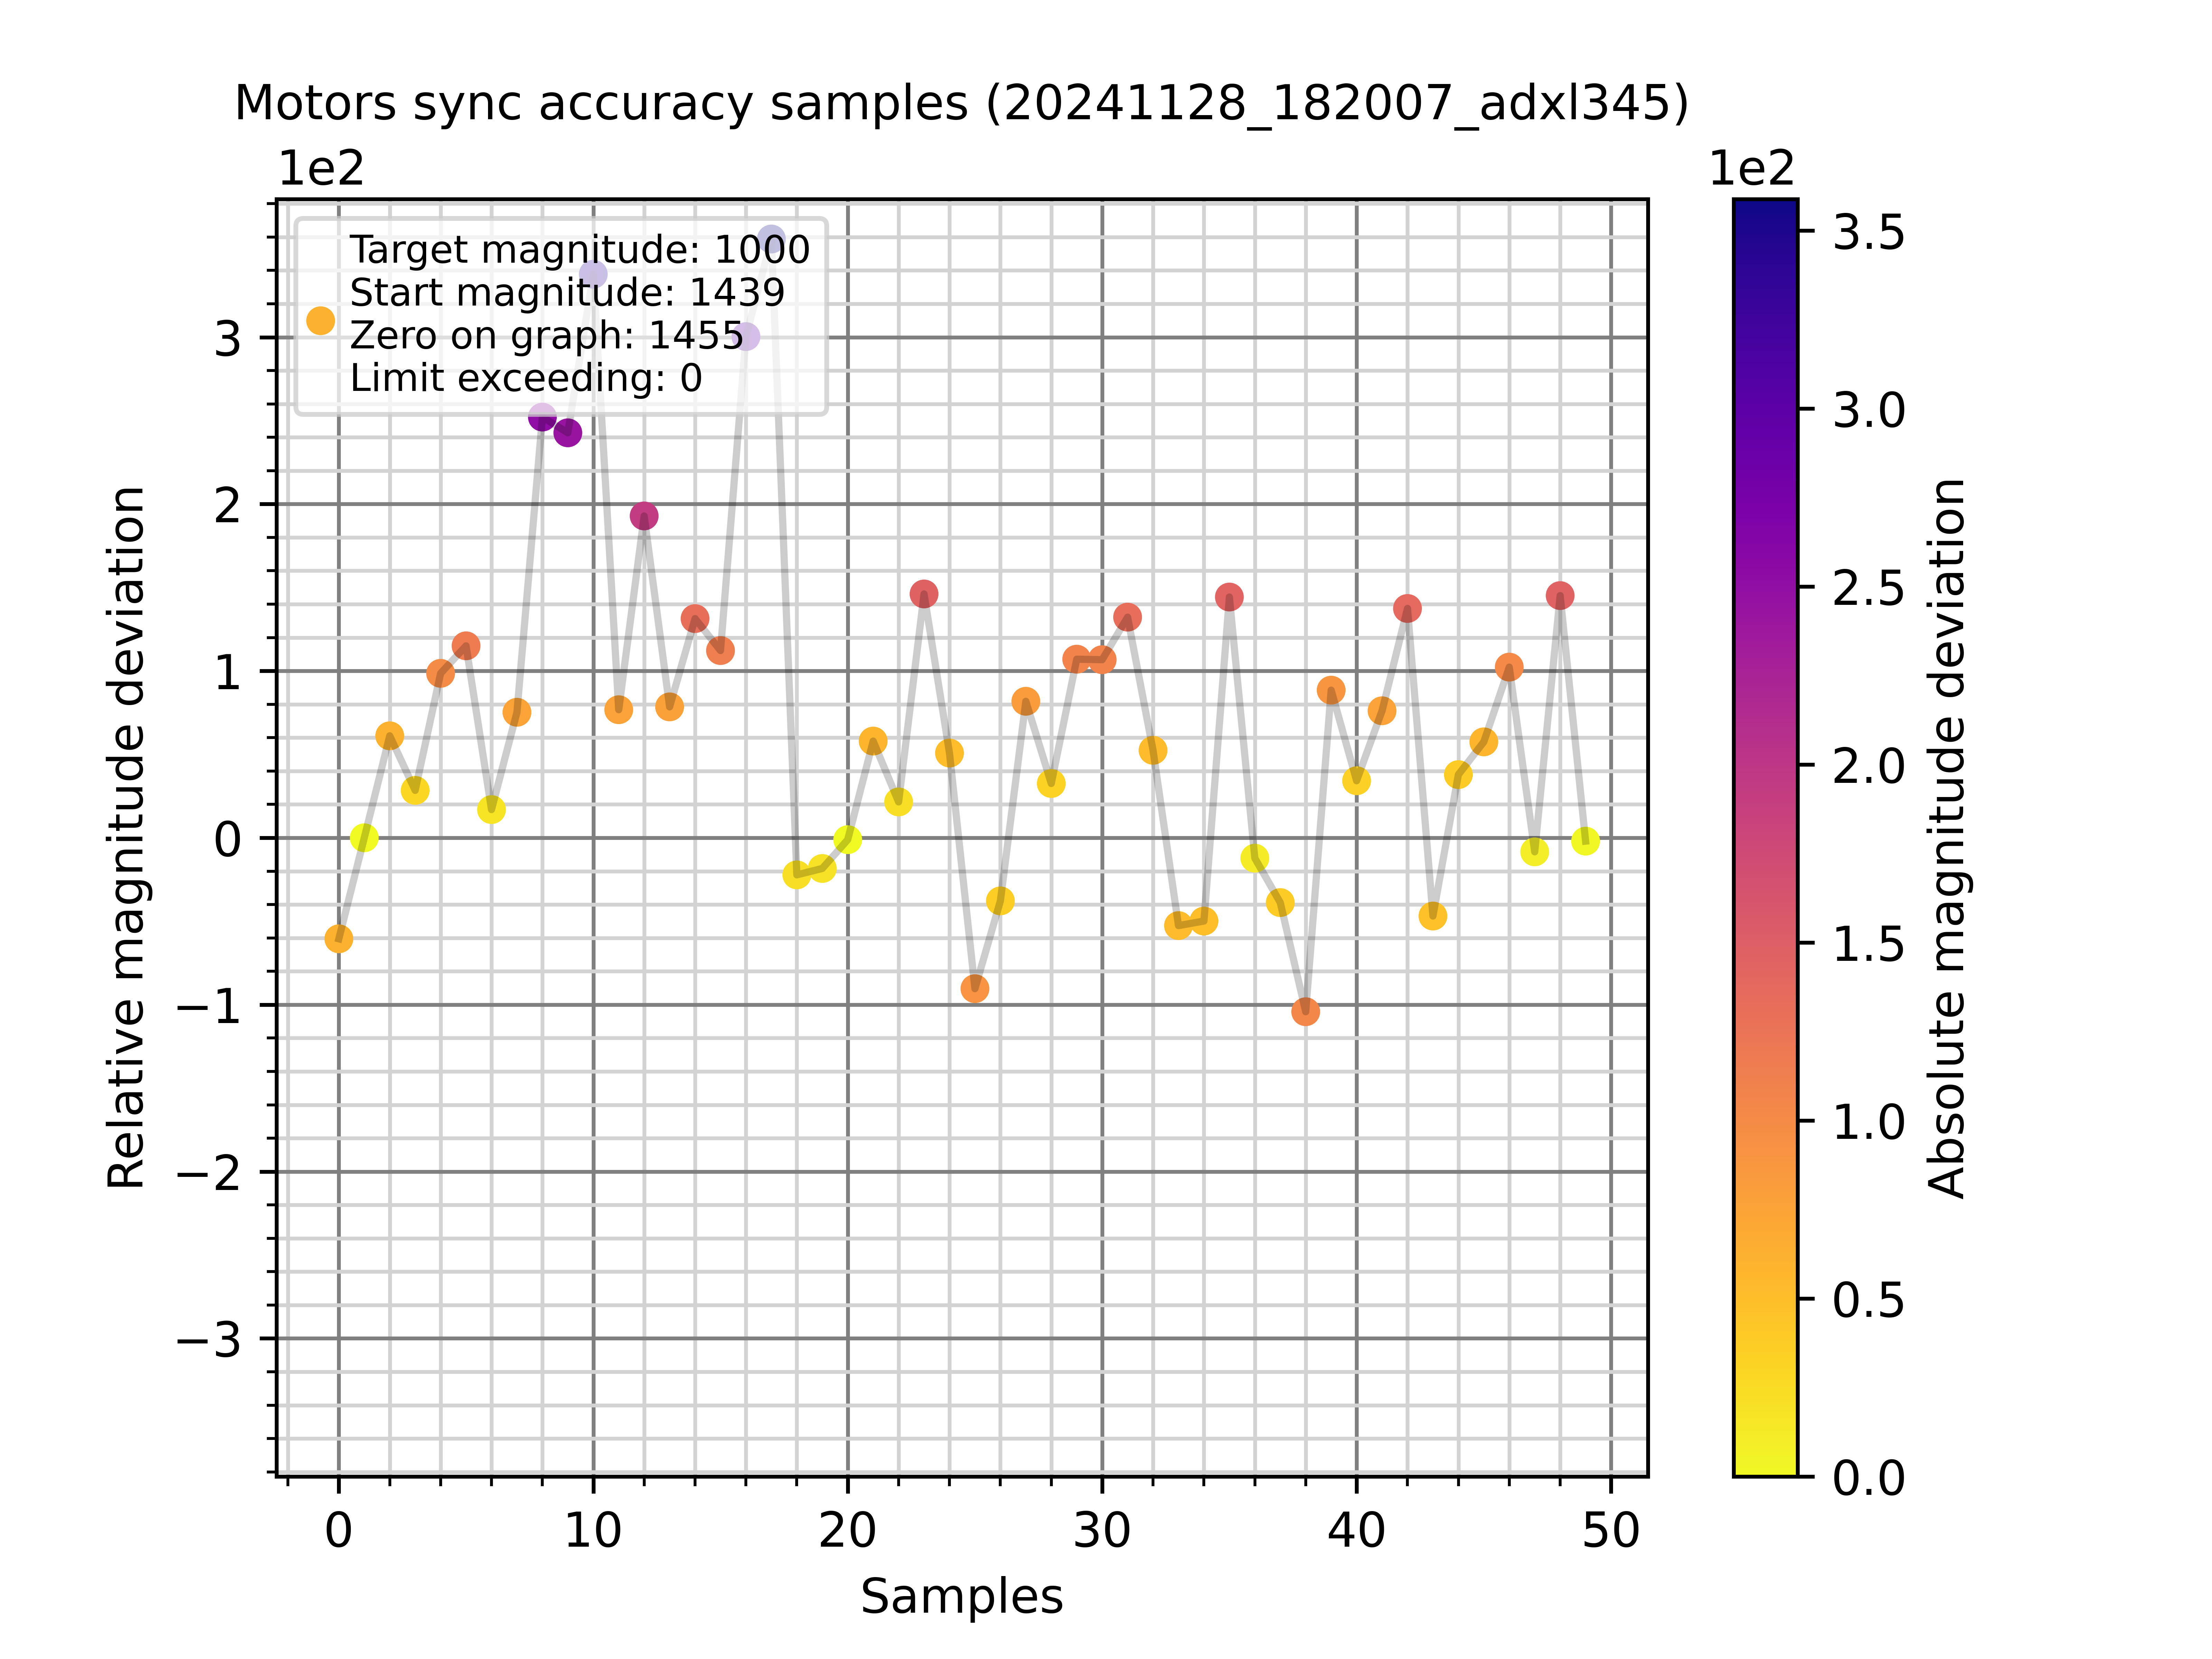 Motors sync accuracy samples (20241128_182007_adxl345)
1e2
1e2
Target magnitude: 1000
Start magnitude: 1439
Zero on graph: 1455
Limit exceeding: 0
3
2
1
0
−1
−2
−3
Relative magnitude deviation
0 10 20 30 40 50
Samples
3.5
3.0
2.5
2.0
1.5
1.0
0.5
0.0
Absolute magnitude deviation